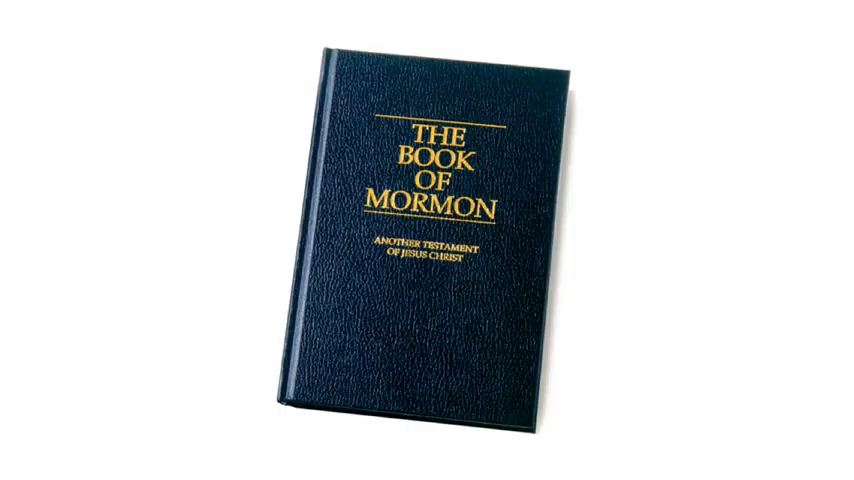 THE
BOOK
OF
MORMON
ANOTHER TESTAMENT
OF JESUS CHRIST